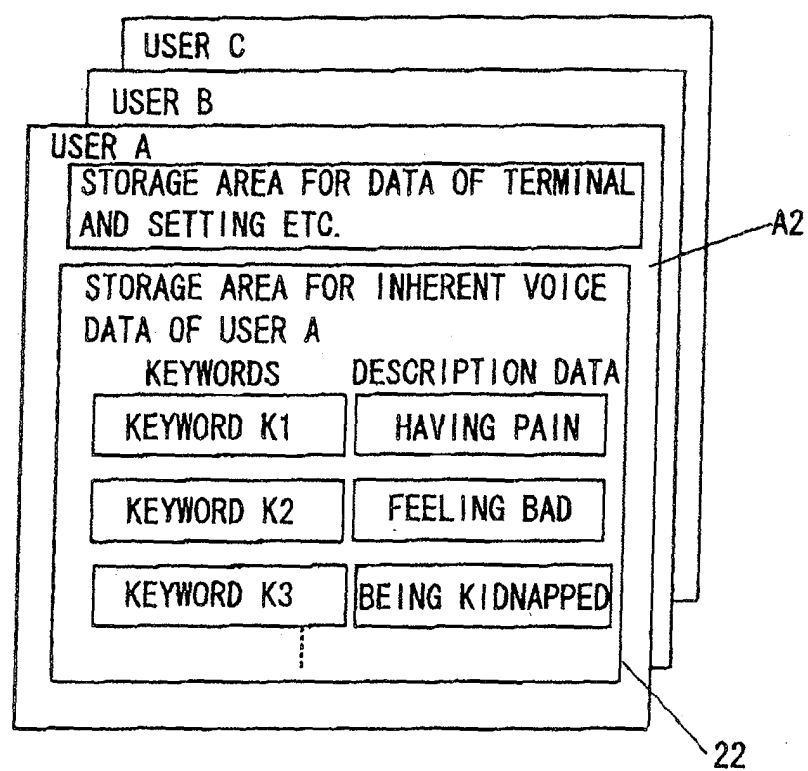 USER C
USER B
USER A
STORAGE AREA FOR DATA OF TERMINAL
AND SETTING ETC.
A2
STORAGE AREA FOR INHERENT VOICE
DATA OF USER A
KEYWORDS DESCRIPTION DATA
KEYWORD K1 HAVING PAIN
KEYWORD K2 FEELING BAD
KEYWORD K3 BEING KIDNAPPED
22